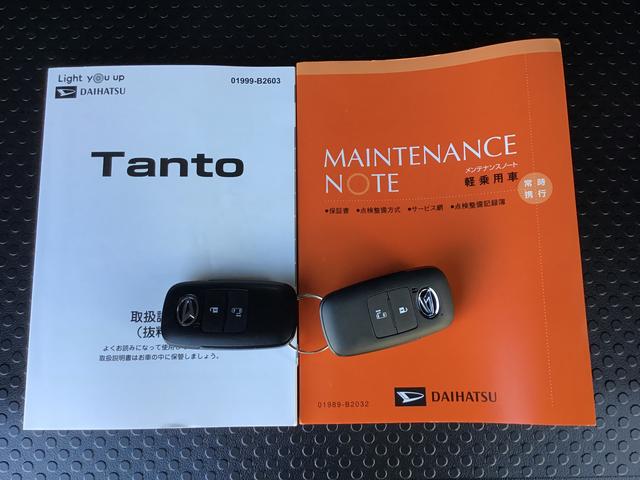 Light you up
DAIHATSU
01999-B2603
Tanto
取扱
（抜
よくお読みになって使用
取扱説明書はお車の中に保管しましょう。
MAINTENANCE
NOTE
メンテナンスノート
軽乗用車
常時
携行
●保証書 ●点検整備方式 ●サービス網 ●点検整備記録簿
01989-B2032
DAIHATSU